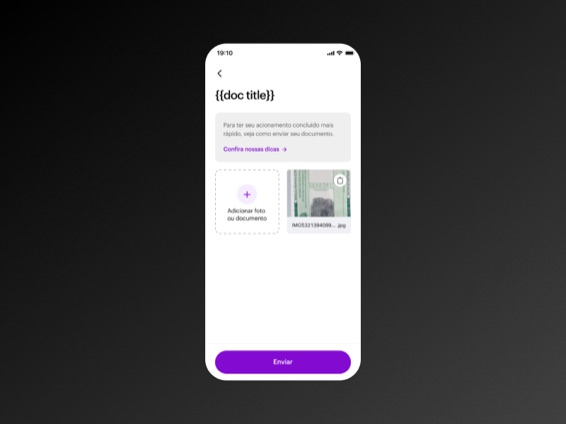 19:10
{{doc title}}
Para ter seu acionamento concluído mais
rápido, veja como enviar seu documento.
Confira nossas dicas →
Adicionar foto
ou documento
IMG5321394099... .jpg
Enviar